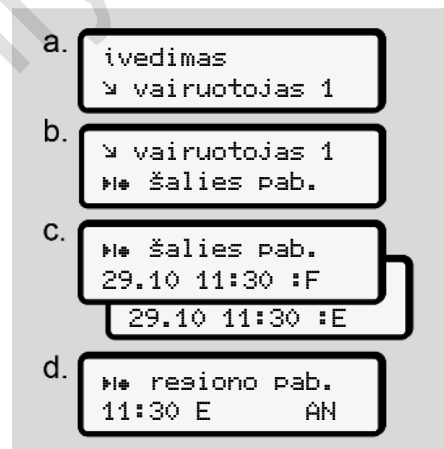 a.
ivedimas
vairuotojas 1
b.
vairuotojas 1
šalies pab.
c.
šalies pab.
29.10 11:30 :F
29.10 11:30 :E
d.
regiono pab.
11:30 E AN